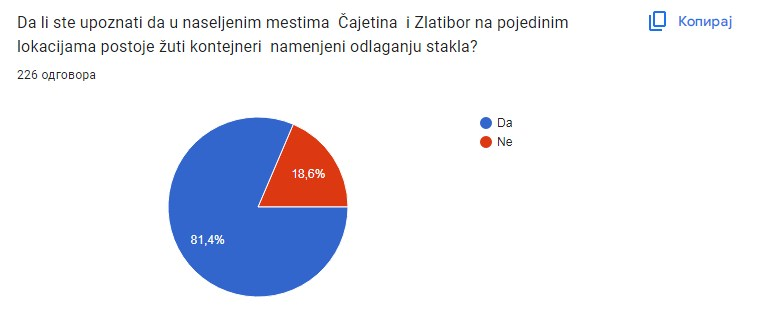 Da li ste upoznati da u naseljenim mestima  Čajetina  i Zlatibor na pojedinim
lokacijama postoje žuti kontejneri  namenjeni odlaganju stakla?
Копирај
226 одговора
Da
Ne
18,6%
81,4%